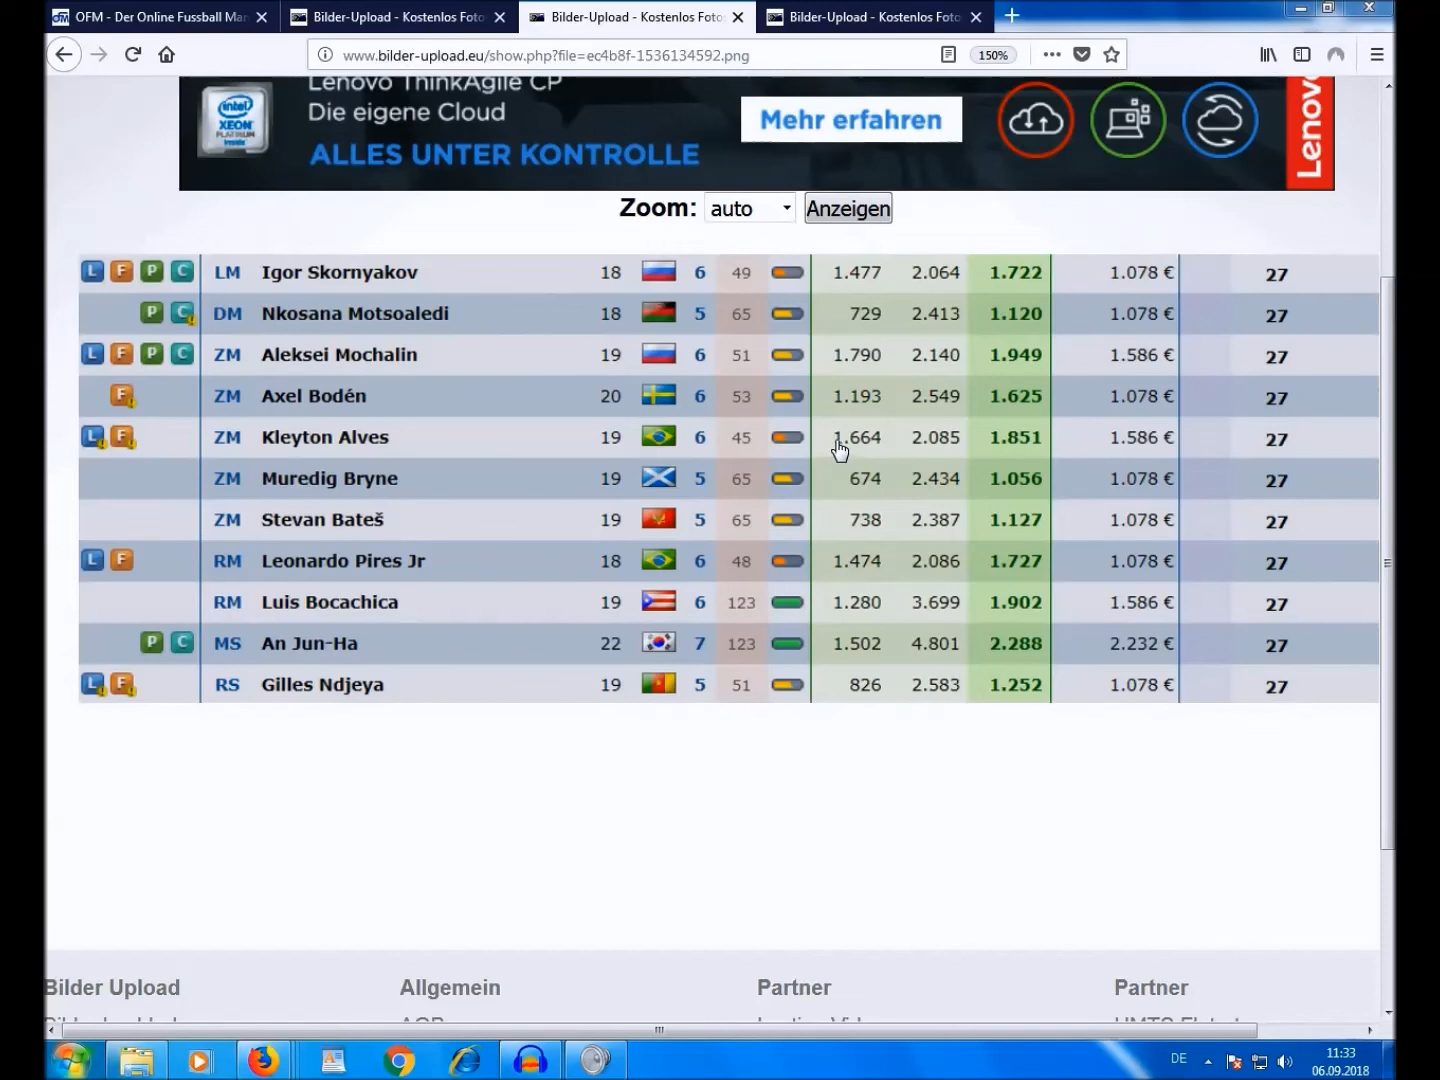 OFM - Der Online Fussball Man
Bilder-Upload - Kostenlos Foto
Bilder-Upload - Kostenlos Foto
Bilder-Upload - Kostenlos Foto
www.bilder-upload.eu/show.php?file=ec4b8f-1536134592.png
150%
intel XEON PLATINUM inside
Lenovo ThinkAgile CP
Die eigene Cloud
ALLES UNTER KONTROLLE
Mehr erfahren
Lenovo
Zoom: auto Anzeigen
L F P C LM Igor Skornyakov 18 6 49 1.477 2.064 1.722 1.078 € 27
P C DM Nkosana Motsoaledi 18 5 65 729 2.413 1.120 1.078 € 27
L F P C ZM Aleksei Mochalin 19 6 51 1.790 2.140 1.949 1.586 € 27
F ZM Axel Bodén 20 6 53 1.193 2.549 1.625 1.078 € 27
L F ZM Kleyton Alves 19 6 45 1.664 2.085 1.851 1.586 € 27
ZM Muredig Bryne 19 5 65 674 2.434 1.056 1.078 € 27
ZM Stevan Bateš 19 5 65 738 2.387 1.127 1.078 € 27
L F RM Leonardo Pires Jr 18 6 48 1.474 2.086 1.727 1.078 € 27
RM Luis Bocachica 19 6 123 1.280 3.699 1.902 1.586 € 27
P C MS An Jun-Ha 22 7 123 1.502 4.801 2.288 2.232 € 27
L F RS Gilles Ndjeya 19 5 51 826 2.583 1.252 1.078 € 27
Bilder Upload Allgemein Partner Partner
DE
11:33
06.09.2018